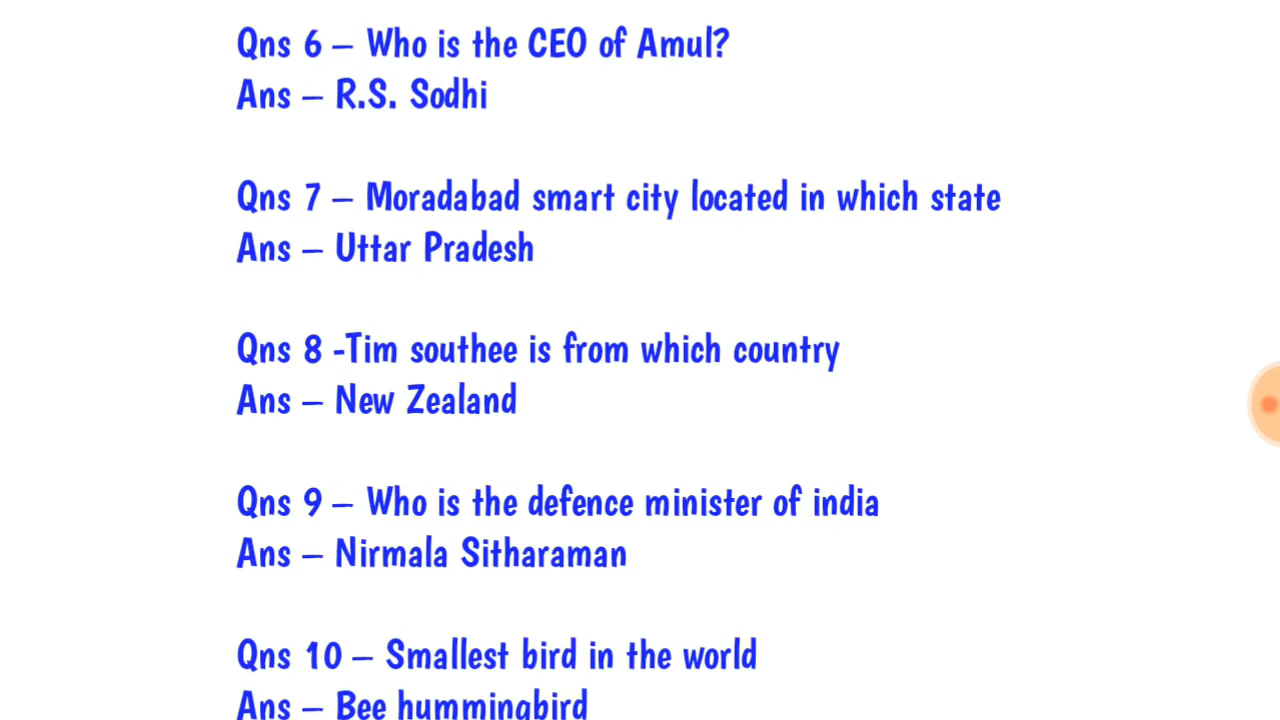 Qns 6 – Who is the CEO of Amul?
Ans – R.S. Sodhi
Qns 7 – Moradabad smart city located in which state
Ans – Uttar Pradesh
Qns 8 -Tim southee is from which country
Ans – New Zealand
Qns 9 – Who is the defence minister of india
Ans – Nirmala Sitharaman
Qns 10 – Smallest bird in the world
Ans – Bee hummingbird